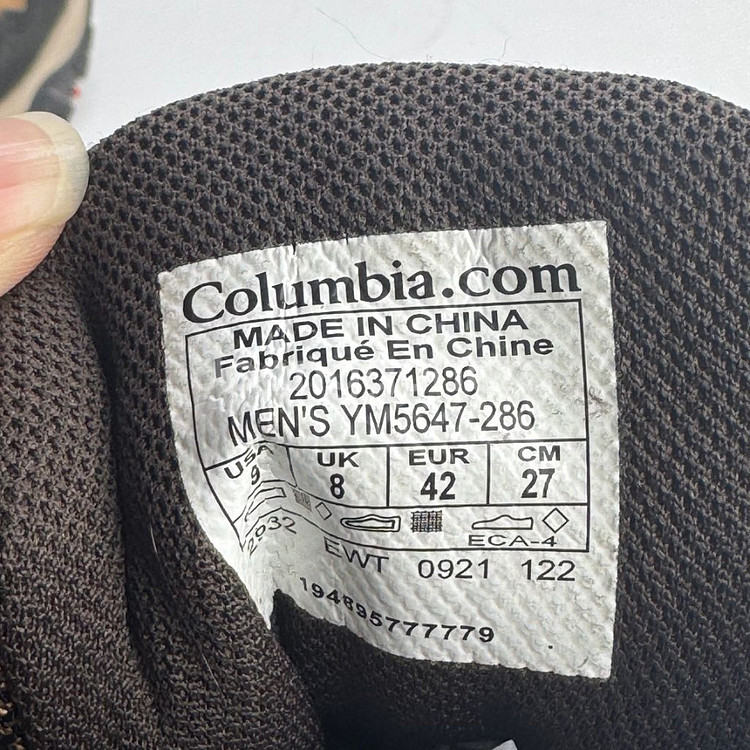 Columbia.com
MADE IN CHINA
Fabriqué En Chine
2016371286
MEN'S YM5647-286
USA UK EUR CM
9 8 42 27
ECA-4
2932 EWT 0921 122
194895777779